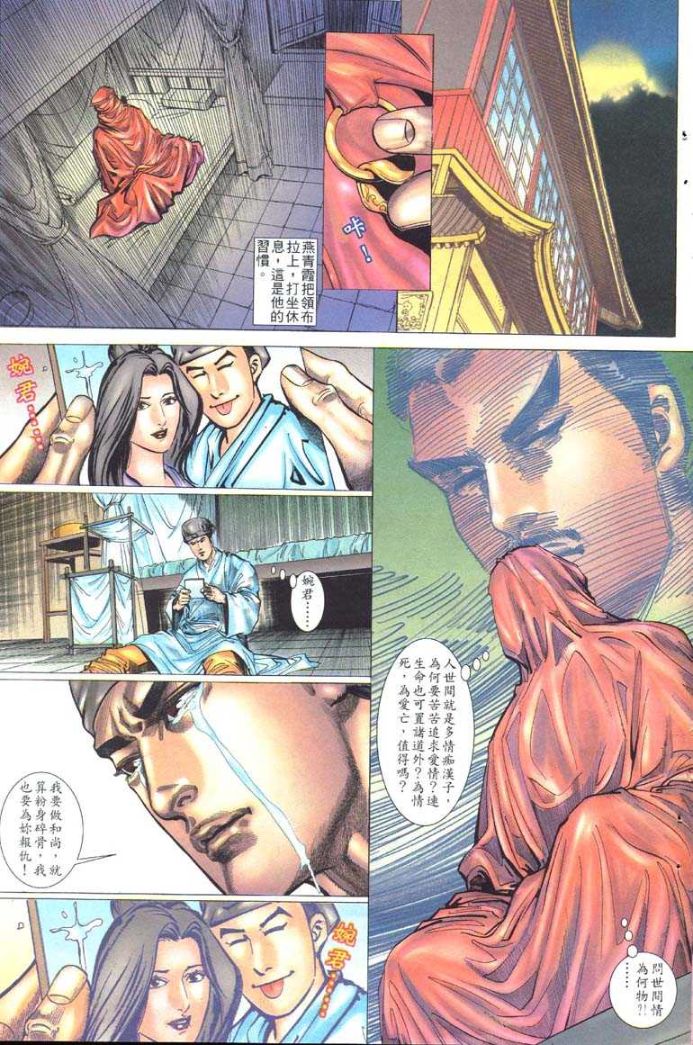 咔！
燕青霞把領布
拉上，打坐休
息，這是他的
習慣。
人世間就是多情痴漢子，
為何要苦苦追求愛情？連
生命也可置諸道外？為情
死，為愛亡，值得嗎？
問世間情
為何物?!
……
婉君……
婉君……
我要做和尚，就
算粉身碎骨，我
也要為妳報仇！
婉君……